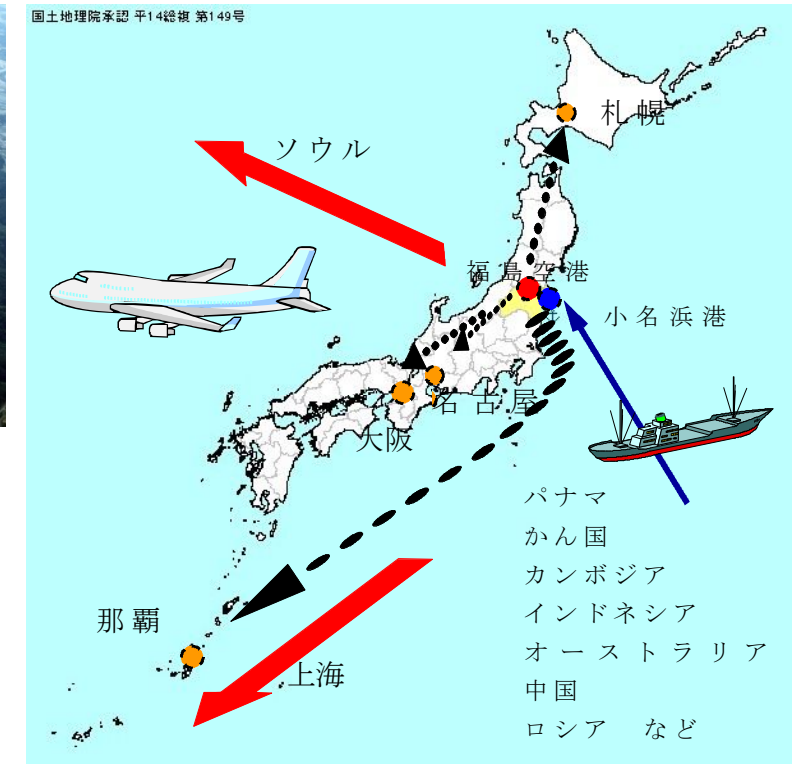 国土地理院承認 平14総複 第149号
札幌
ソウル
福島空港
小名浜港
名古屋
大阪
パナマ
かん国
カンボジア
インドネシア
オーストラリア
中国
ロシア　など
那覇
上海